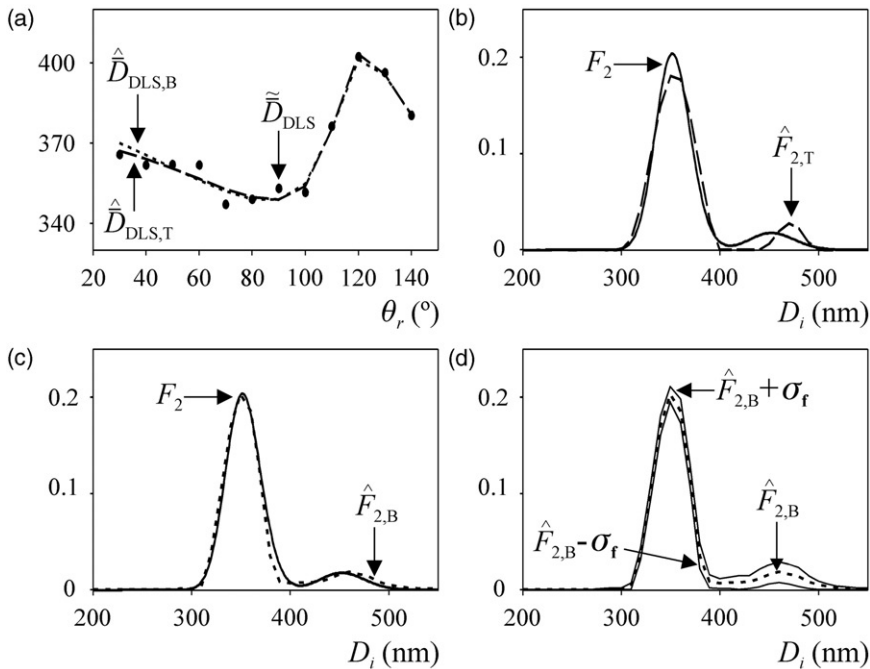 (a)
400
370
330
20 40 60 80 100 120 140
θr (º)
D̂̄DLS,B
D̃̄DLS
D̂̄DLS,T
(b)
0.2
0.1
0
200 300 400 500
Di (nm)
F2
F̂2,T
(c)
0.2
0.1
0
200 300 400 500
Di (nm)
F2
F̂2,B
(d)
0.2
0.1
0
200 300 400 500
Di (nm)
F̂2,B+σf
F̂2,B
F̂2,B-σf